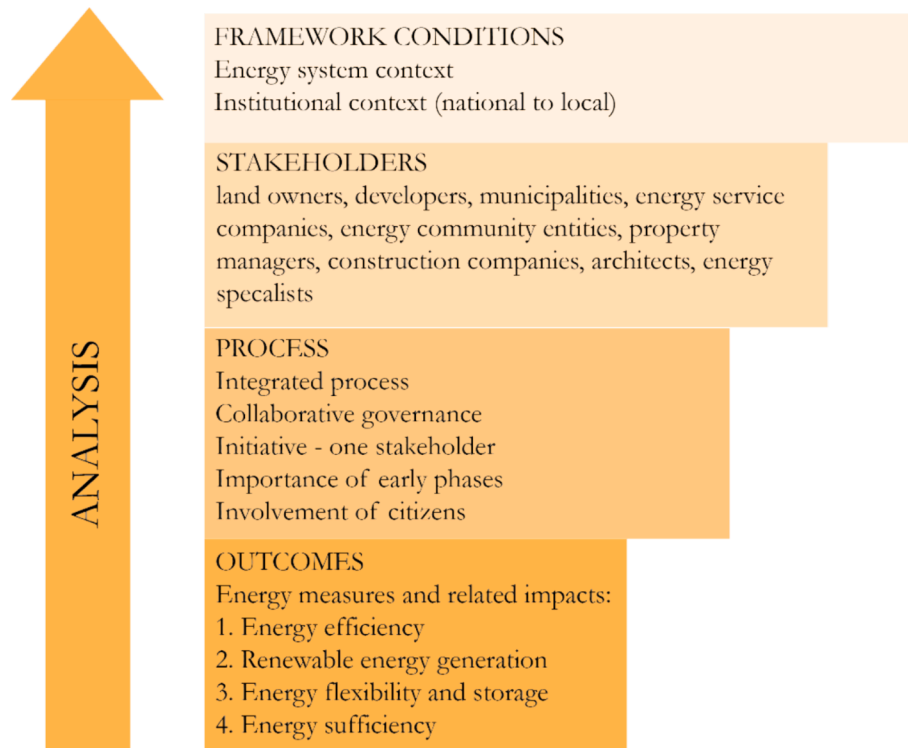 FRAMEWORK CONDITIONS
Energy system context
Institutional context (national to local)
STAKEHOLDERS
land owners, developers, municipalities, energy service
companies, energy community entities, property
managers, construction companies, architects, energy
specalists
PROCESS
Integrated process
Collaborative governance
Initiative - one stakeholder
Importance of early phases
Involvement of citizens
OUTCOMES
Energy measures and related impacts:
1. Energy efficiency
2. Renewable energy generation
3. Energy flexibility and storage
4. Energy sufficiency
ANALYSIS